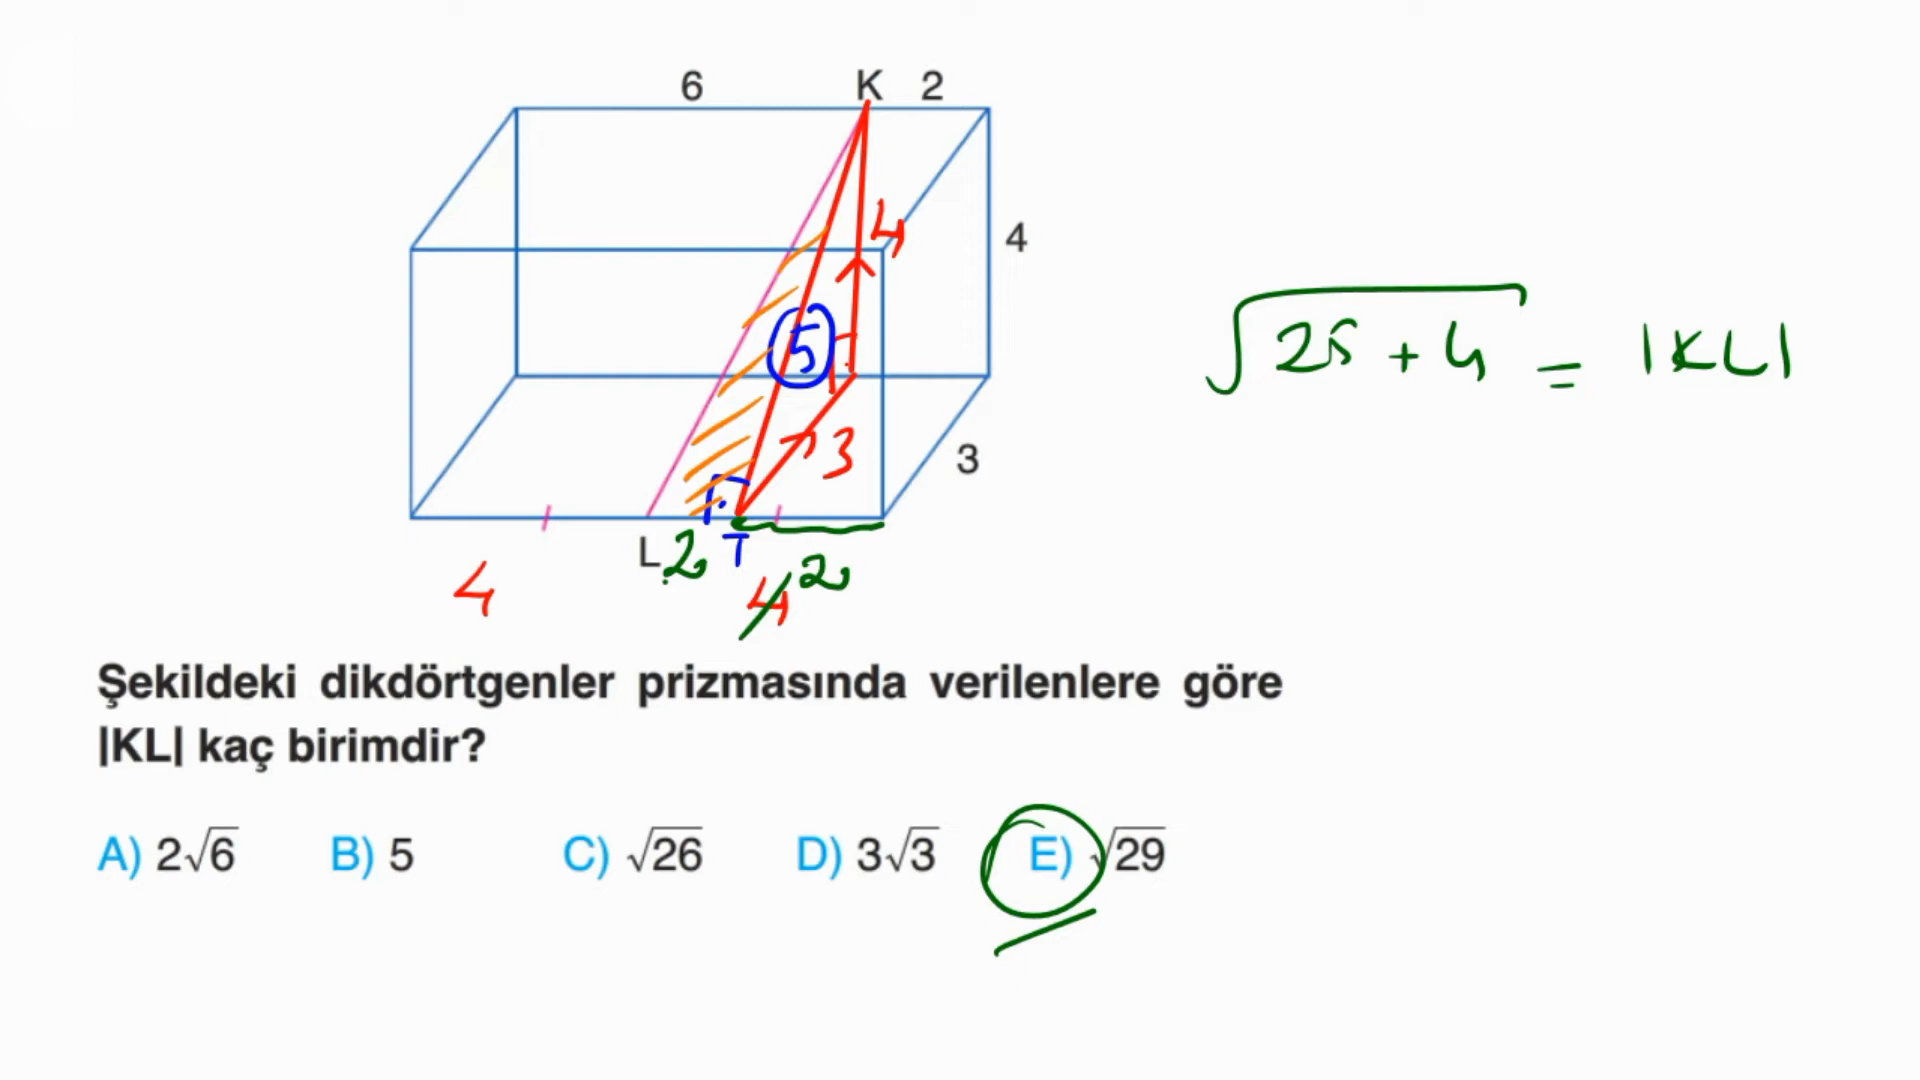 6 K 2
4
4
5
√25 + 4 = |KL|
3
3
L 2 T
4 4 2
Şekildeki dikdörtgenler prizmasında verilenlere göre
|KL| kaç birimdir?
A) 2√6 B) 5 C) √26 D) 3√3 E) √29